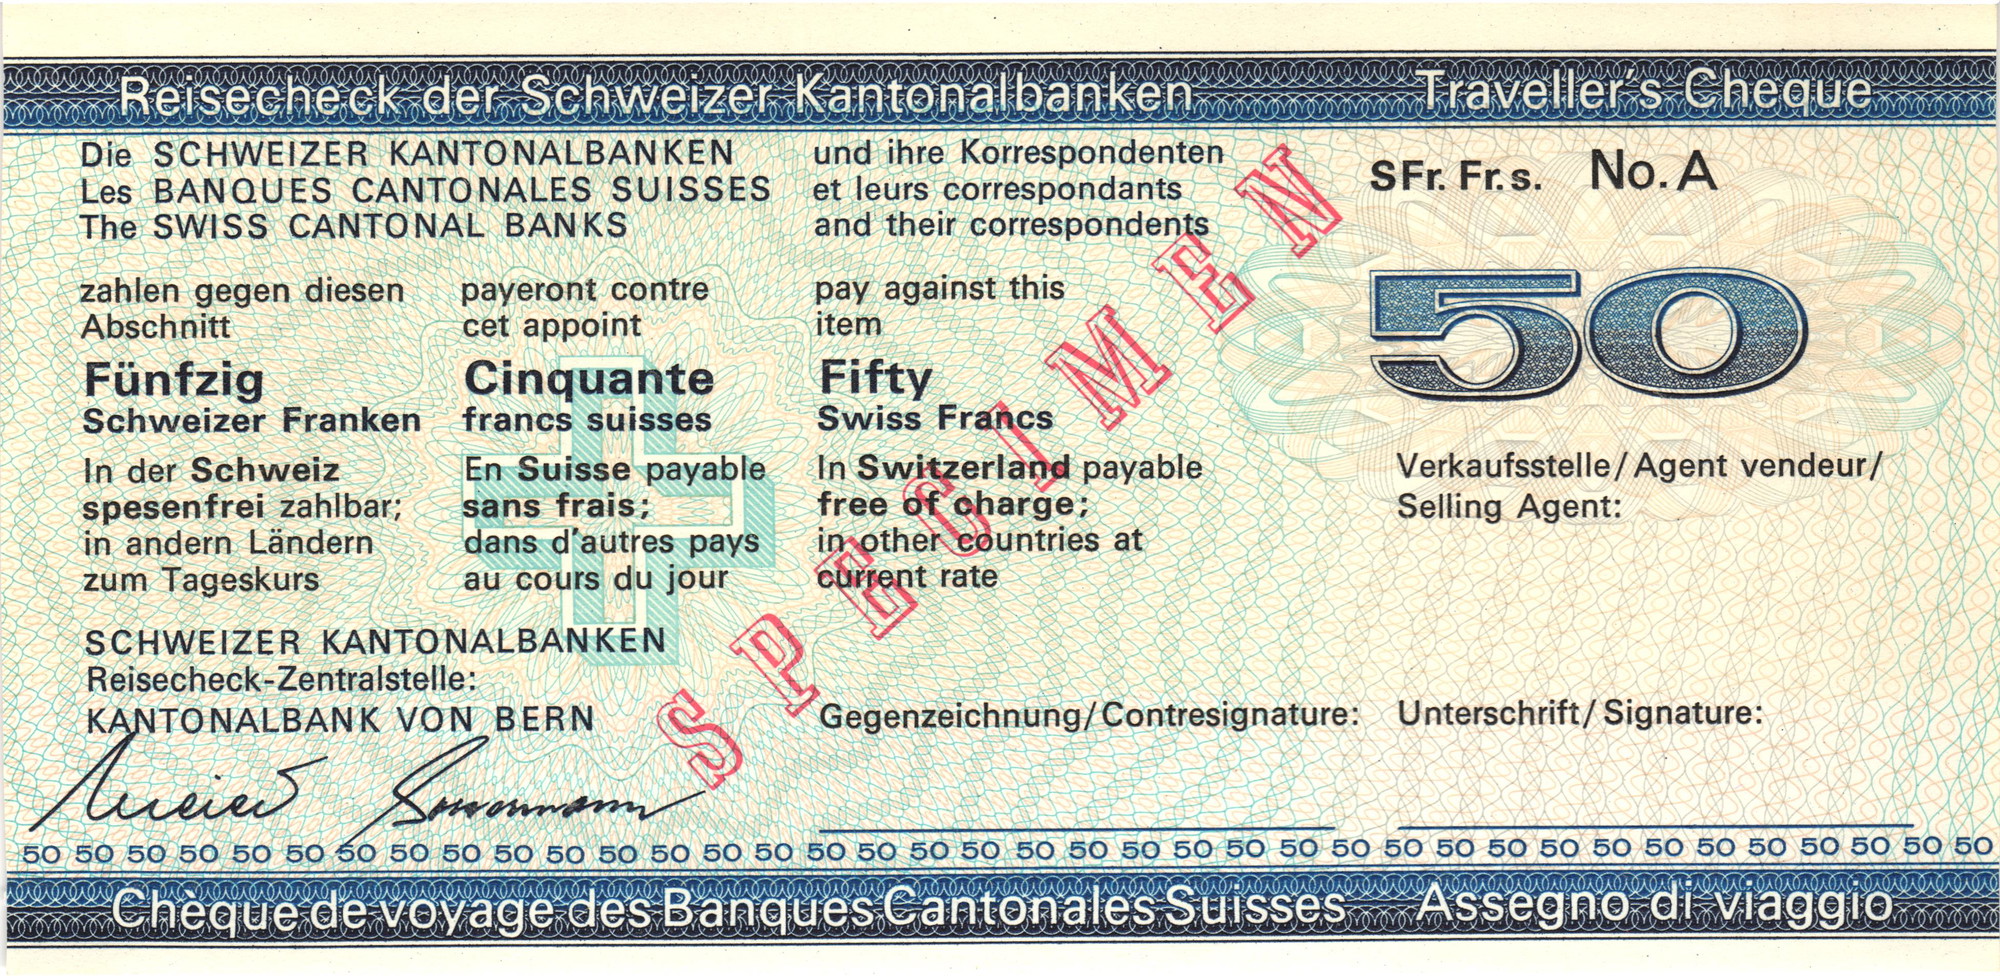 Reisecheck der Schweizer Kantonalbanken Traveller's Cheque
Die SCHWEIZER KANTONALBANKEN und ihre Korrespondenten
Les BANQUES CANTONALES SUISSES et leurs correspondants
The SWISS CANTONAL BANKS and their correspondents
SFr. Fr.s. No. A
zahlen gegen diesen
Abschnitt
Fünfzig
Schweizer Franken
In der Schweiz
spesenfrei zahlbar;
in andern Ländern
zum Tageskurs
payeront contre
cet appoint
Cinquante
francs suisses
En Suisse payable
sans frais;
dans d'autres pays
au cours du jour
pay against this
item
Fifty
Swiss Francs
In Switzerland payable
free of charge;
in other countries at
current rate
50
SPECIMEN
Verkaufsstelle/Agent vendeur/
Selling Agent:
SCHWEIZER KANTONALBANKEN
Reisecheck-Zentralstelle:
KANTONALBANK VON BERN
Gegenzeichnung/Contresignature: Unterschrift/Signature:
50 50 50 50 50 50 50 50 50 50 50 50 50 50 50 50 50 50 50 50 50 50 50 50 50 50 50 50 50 50 50 50 50 50 50 50 50 50
Chèque de voyage des Banques Cantonales Suisses Assegno di viaggio